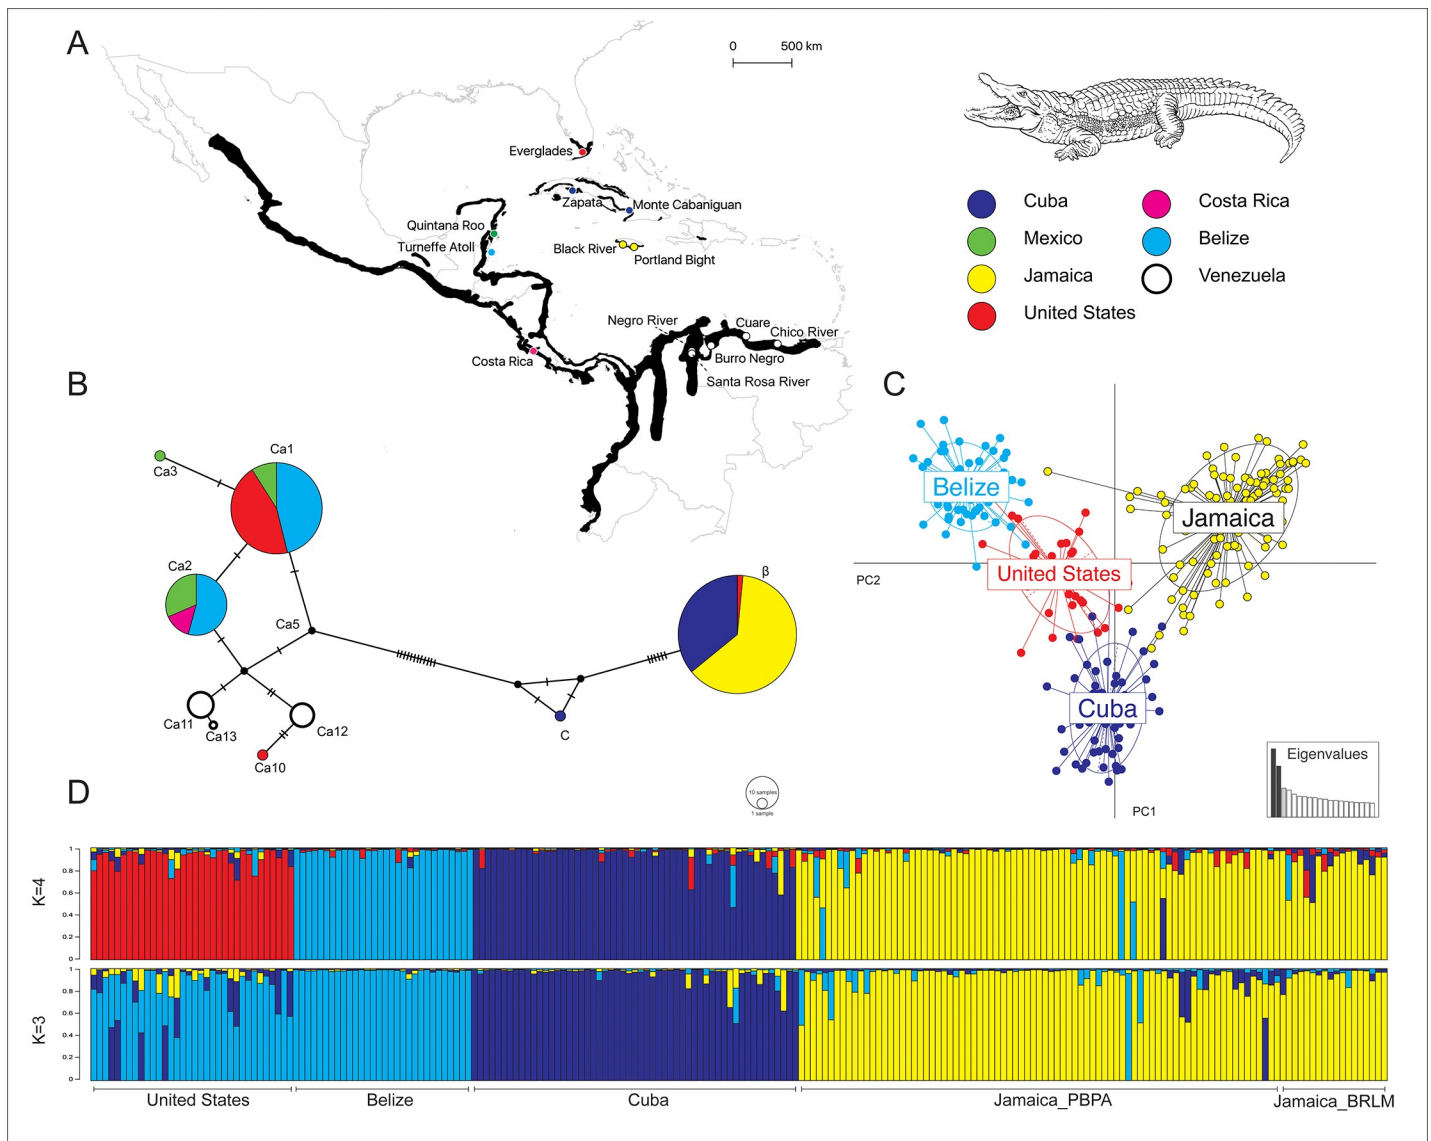 A
0 500 km
Everglades
Zapata
Monte Cabaniguan
Quintana Roo
Turneffe Atoll
Black River
Portland Bight
Negro River
Cuare
Chico River
Burro Negro
Costa Rica
Santa Rosa River
Cuba
Costa Rica
Mexico
Belize
Jamaica
Venezuela
United States
B
Ca3
Ca1
Ca2
Ca5
β
Ca11
Ca13
Ca12
Ca10
C
10 samples
1 sample
C
Belize
Jamaica
United States
PC2
Cuba
Eigenvalues
PC1
D
K=4
1
0.8
0.6
0.4
0.2
0
K=3
1
0.8
0.6
0.4
0.2
0
United States Belize Cuba Jamaica_PBPA Jamaica_BRLM